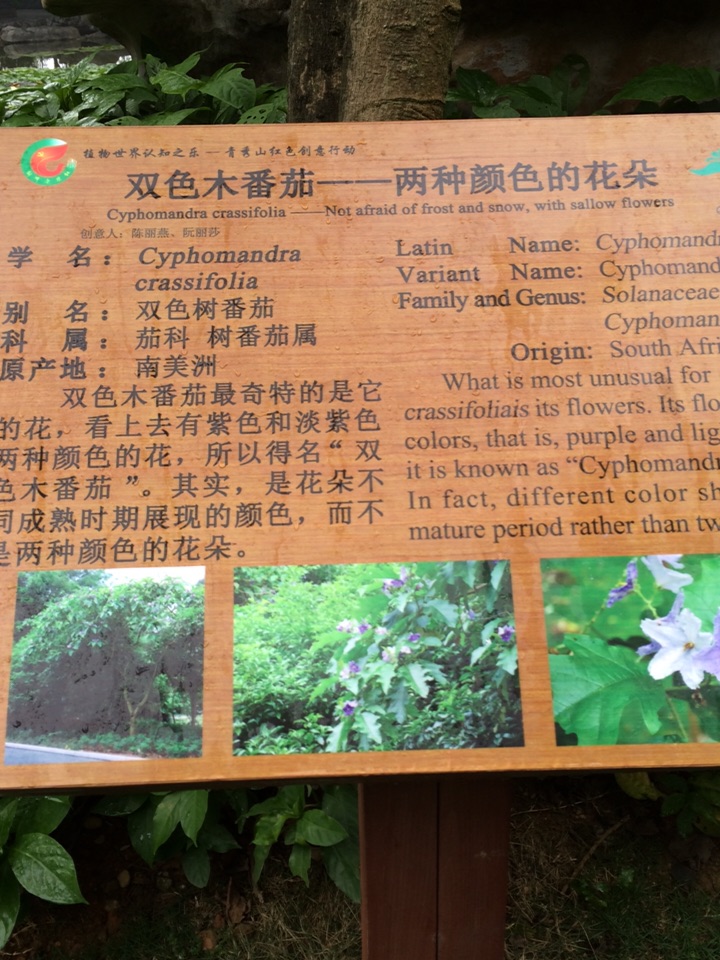 植物世界认知之乐 — 青秀山红色创意行动
双色木番茄——两种颜色的花朵
Cyphomandra crassifolia ——Not afraid of frost and snow, with sallow flowers
创意人：陈丽燕、阮丽莎
学 名：Cyphomandra
crassifolia
别 名：双色树番茄
科 属：茄科 树番茄属
原产地：南美洲
双色木番茄最奇特的是它
的花，看上去有紫色和淡紫色
两种颜色的花，所以得名“双
色木番茄”。其实，是花朵不
同成熟时期展现的颜色，而不
是两种颜色的花朵。
Latin Name: Cyphomandr
Variant Name: Cyphomand
Family and Genus: Solanaceae
Cyphoman
Origin: South Afri
What is most unusual for
crassifoliais its flowers. Its flo
colors, that is, purple and lig
it is known as “Cyphomandr
In fact, different color sh
mature period rather than tw